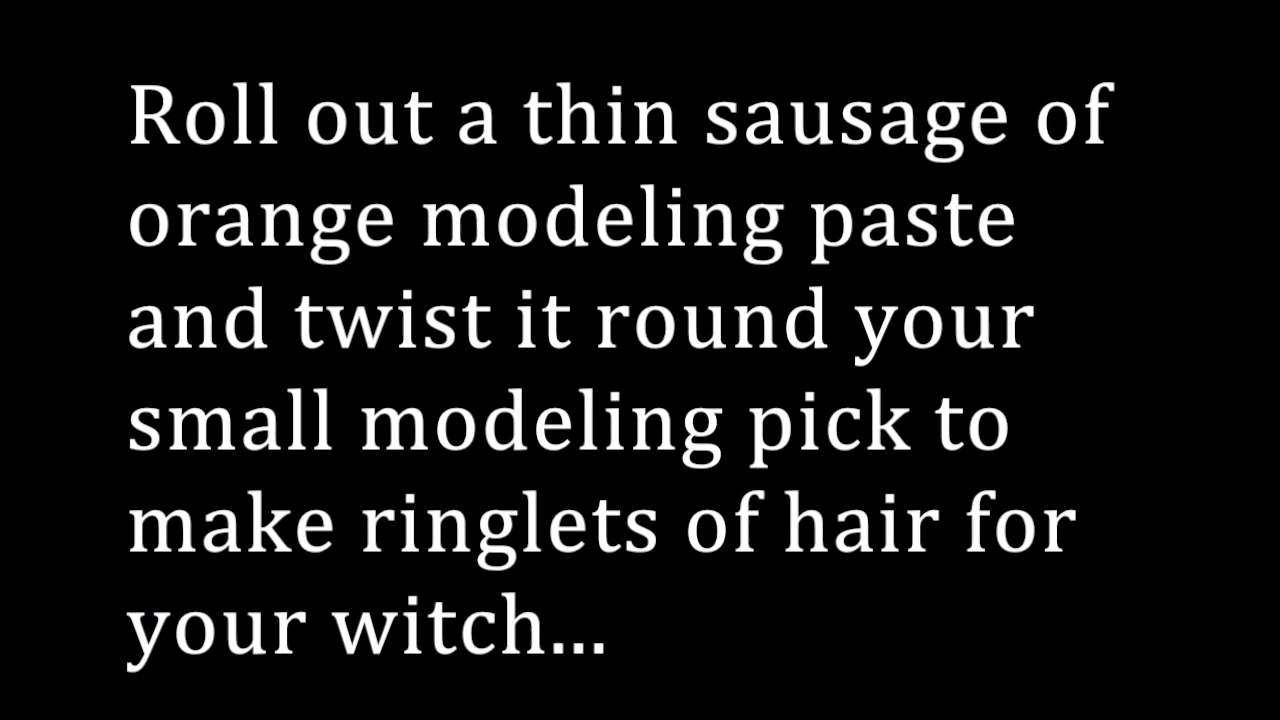 Roll out a thin sausage of
orange modeling paste
and twist it round your
small modeling pick to
make ringlets of hair for
your witch...